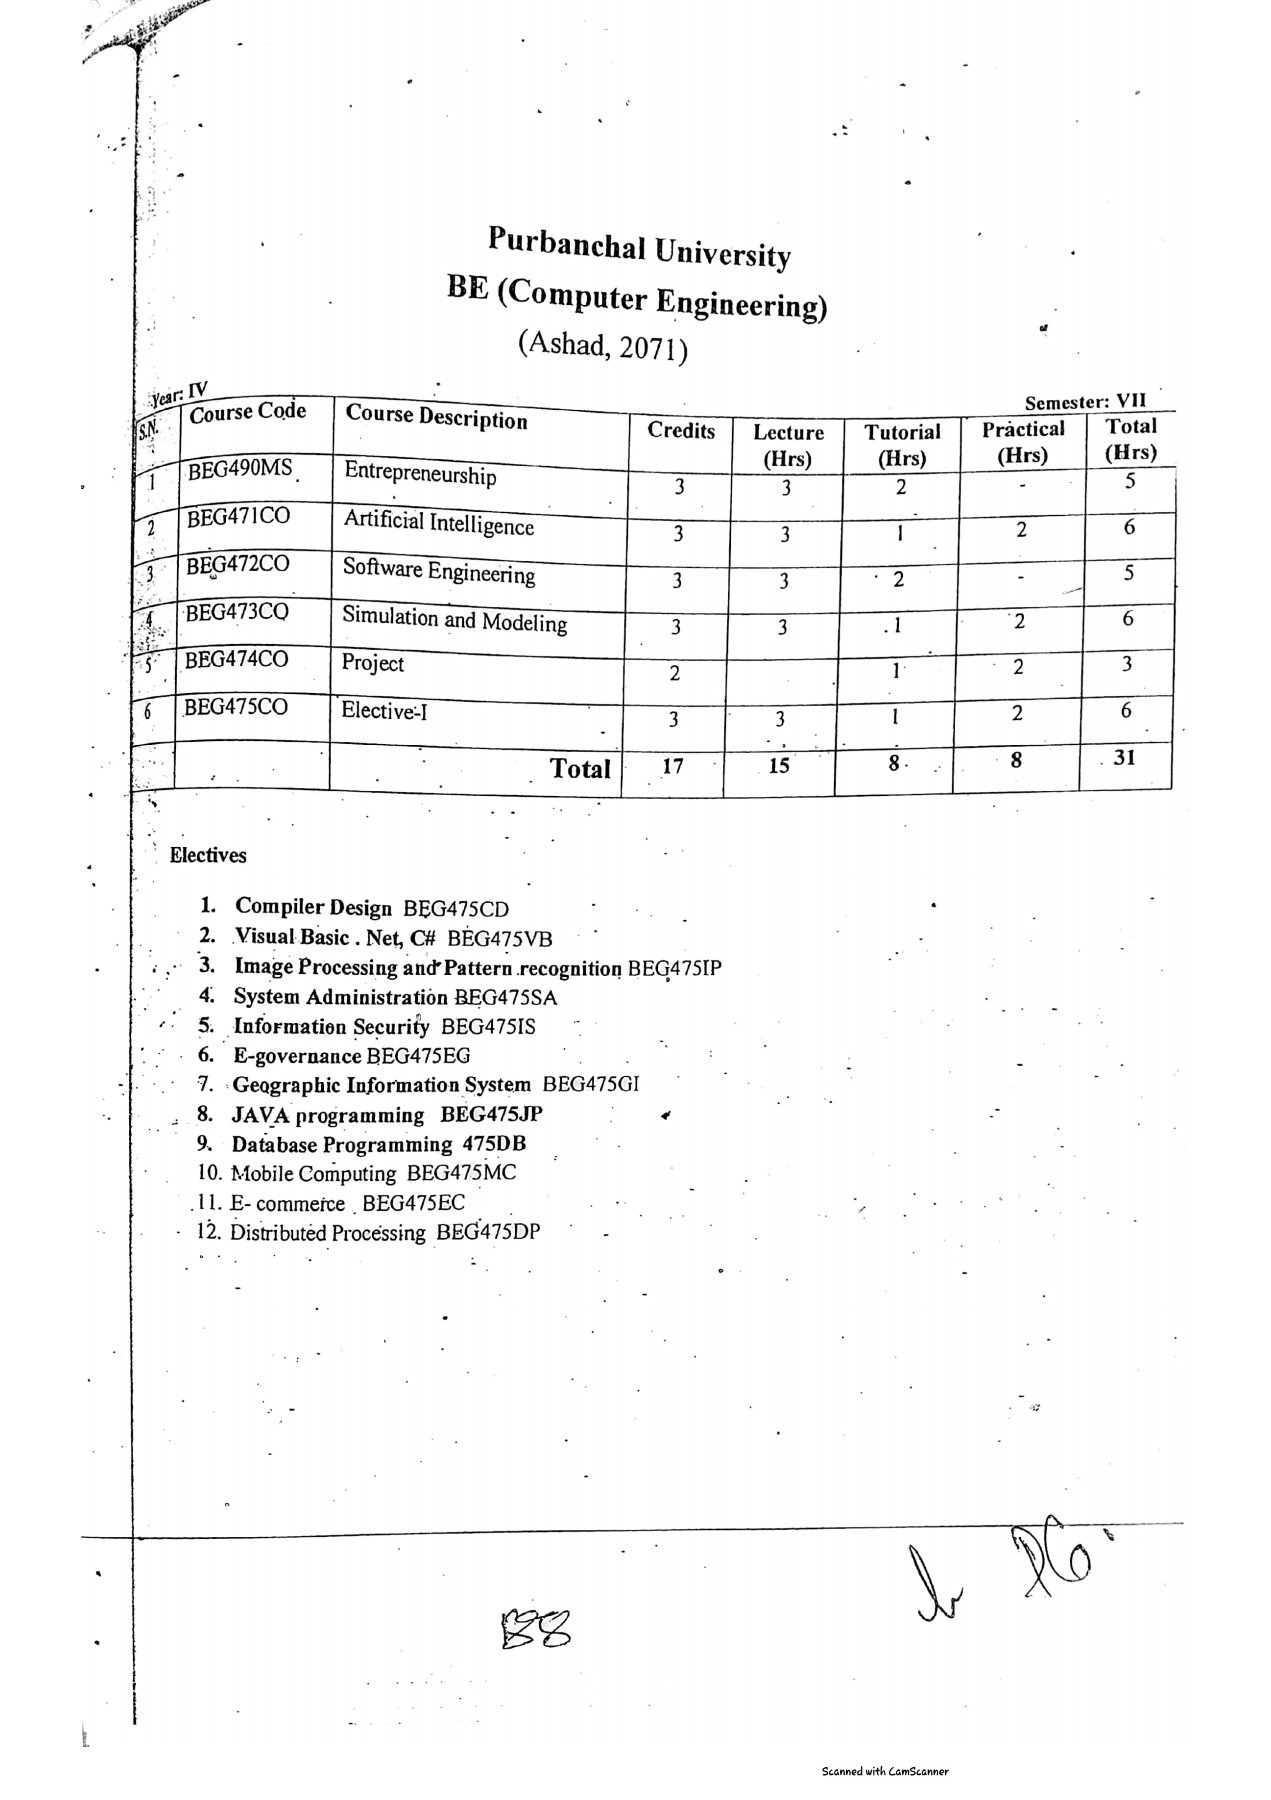 Purbanchal University
BE (Computer Engineering)
(Ashad, 2071)
Year: IV
Semester: VII
S.N. Course Code Course Description Credits Lecture (Hrs) Tutorial (Hrs) Practical (Hrs) Total (Hrs)
1 BEG490MS Entrepreneurship 3 3 2 - 5
2 BEG471CO Artificial Intelligence 3 3 1 2 6
3 BEG472CO Software Engineering 3 3 2 - 5
4 BEG473CO Simulation and Modeling 3 3 1 2 6
5 BEG474CO Project 2 1 2 3
6 BEG475CO Elective-I 3 3 1 2 6
Total 17 15 8 8 31
Electives
1. Compiler Design BEG475CD
2. Visual Basic . Net, C# BEG475VB
3. Image Processing and Pattern recognition BEG475IP
4. System Administration BEG475SA
5. Information Security BEG475IS
6. E-governance BEG475EG
7. Geographic Information System BEG475GI
8. JAVA programming BEG475JP
9. Database Programming 475DB
10. Mobile Computing BEG475MC
11. E- commerce BEG475EC
12. Distributed Processing BEG475DP
Scanned with CamScanner